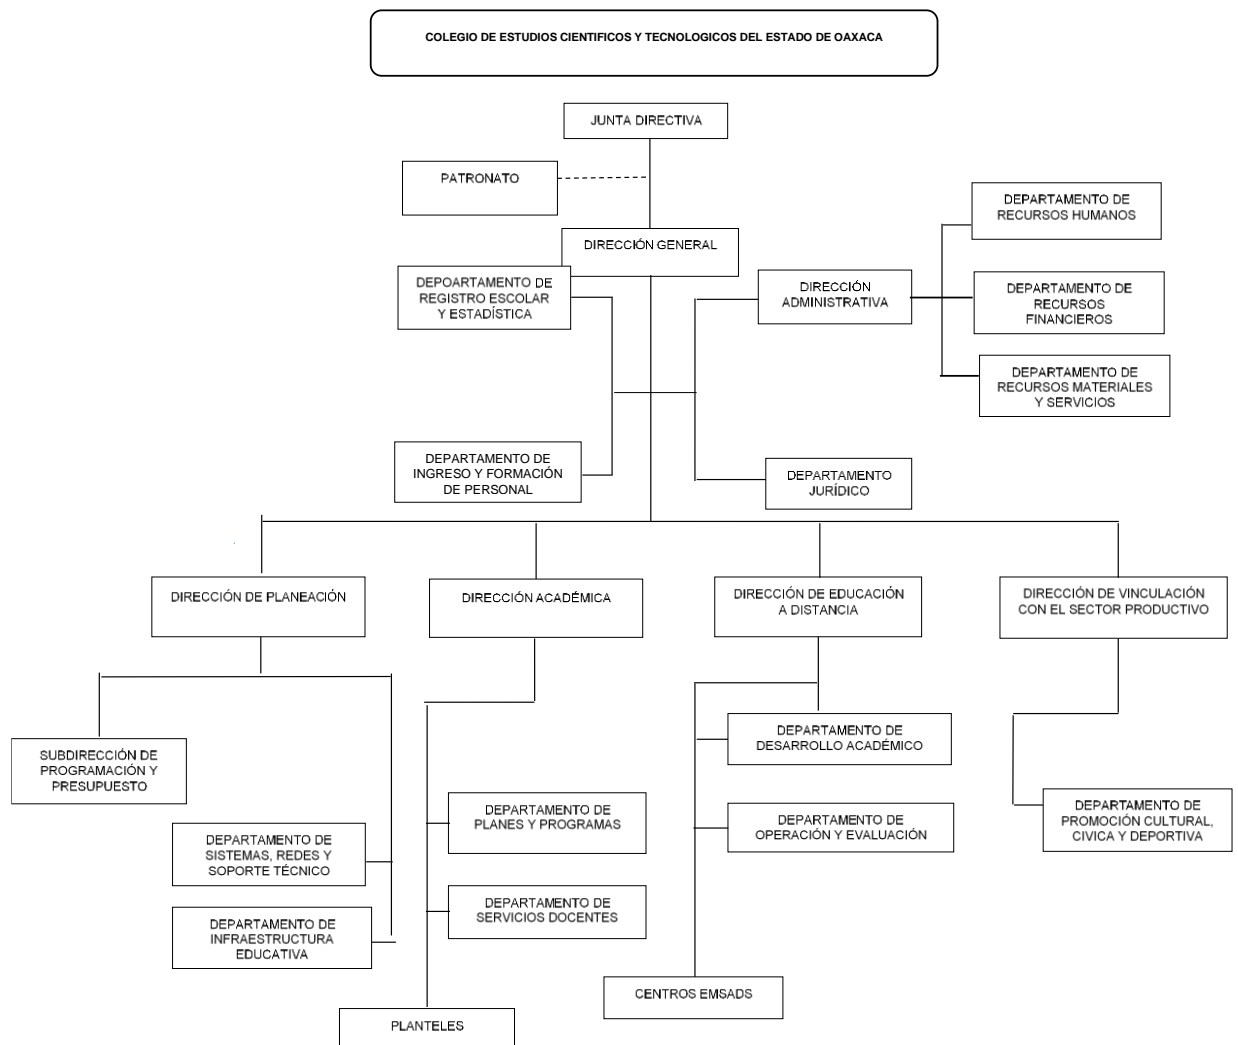 COLEGIO DE ESTUDIOS CIENTIFICOS Y TECNOLOGICOS DEL ESTADO DE OAXACA
JUNTA DIRECTIVA
PATRONATO
DEPARTAMENTO DE
RECURSOS HUMANOS
DIRECCIÓN GENERAL
DEPOARTAMENTO DE
REGISTRO ESCOLAR
Y ESTADÍSTICA
DIRECCIÓN
ADMINISTRATIVA
DEPARTAMENTO DE
RECURSOS
FINANCIEROS
DEPARTAMENTO DE
RECURSOS MATERIALES
Y SERVICIOS
DEPARTAMENTO DE
INGRESO Y FORMACIÓN
DE PERSONAL
DEPARTAMENTO
JURÍDICO
DIRECCIÓN DE PLANEACIÓN
DIRECCIÓN ACADÉMICA
DIRECCIÓN DE EDUCACIÓN
A DISTANCIA
DIRECCIÓN DE VINCULACIÓN
CON EL SECTOR PRODUCTIVO
SUBDIRECCIÓN DE
PROGRAMACIÓN Y
PRESUPUESTO
DEPARTAMENTO DE
DESARROLLO ACADÉMICO
DEPARTAMENTO DE
PLANES Y PROGRAMAS
DEPARTAMENTO DE
OPERACIÓN Y EVALUACIÓN
DEPARTAMENTO DE
PROMOCIÓN CULTURAL,
CIVICA Y DEPORTIVA
DEPARTAMENTO DE
SISTEMAS, REDES Y
SOPORTE TÉCNICO
DEPARTAMENTO DE
SERVICIOS DOCENTES
DEPARTAMENTO DE
INFRAESTRUCTURA
EDUCATIVA
CENTROS EMSADS
PLANTELES